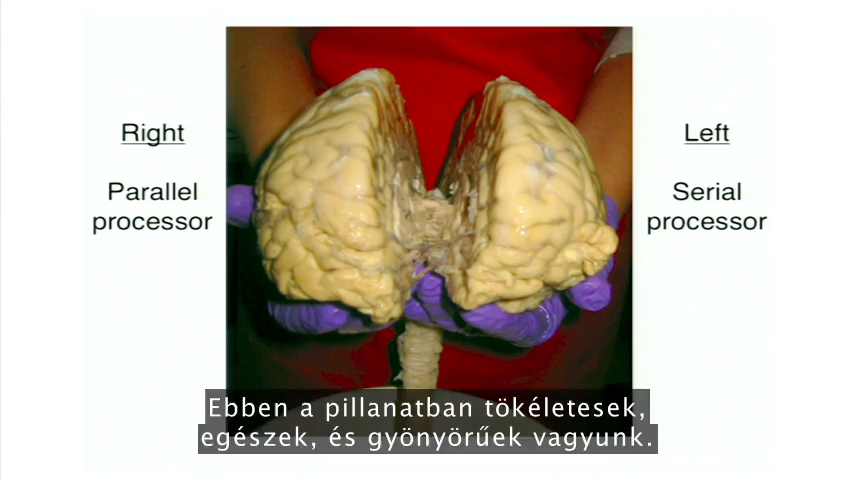 Right
Left
Parallel
processor
Serial
processor
Ebben a pillanatban tökéletesek,
egészek, és gyönyörűek vagyunk.